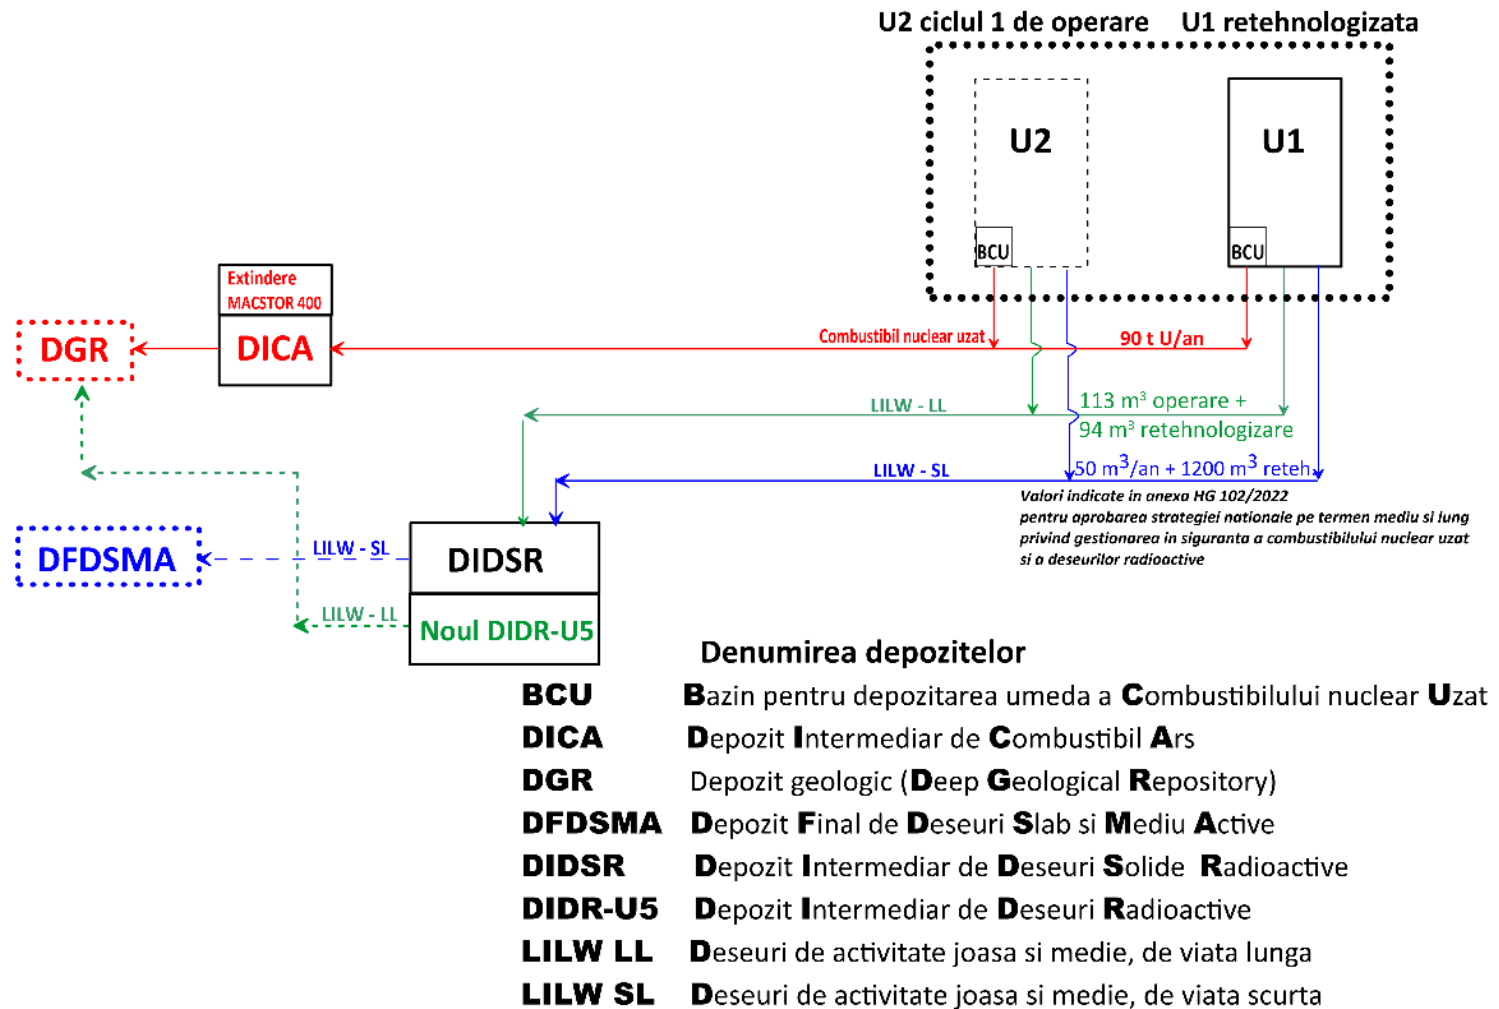 U2 ciclul 1 de operare U1 retehnologizata
U2
U1
BCU
BCU
Extindere
MACSTOR 400
DGR
DICA
Combustibil nuclear uzat
90 t U/an
LILW - LL
113 m³ operare +
94 m³ retehnologizare
LILW - SL
50 m³/an + 1200 m³ reteh.
Valori indicate in anexa HG 102/2022
pentru aprobarea strategiei nationale pe termen mediu si lung
privind gestionarea in siguranta a combustibilului nuclear uzat
si a deseurilor radioactive
DFDSMA
LILW - SL
DIDSR
LILW - LL
Noul DIDR-U5
Denumirea depozitelor
BCU Bazin pentru depozitarea umeda a Combustibilului nuclear Uzat
DICA Depozit Intermediar de Combustibil Ars
DGR Depozit geologic (Deep Geological Repository)
DFDSMA Depozit Final de Deseuri Slab si Mediu Active
DIDSR Depozit Intermediar de Deseuri Solide Radioactive
DIDR-U5 Depozit Intermediar de Deseuri Radioactive
LILW LL Deseuri de activitate joasa si medie, de viata lunga
LILW SL Deseuri de activitate joasa si medie, de viata scurta